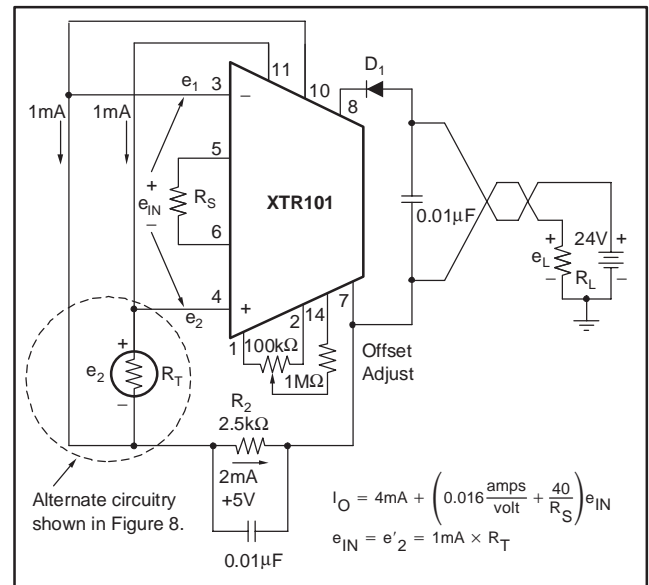 11
10
D1
e1
3
−
8
1mA
1mA
5
+
eIN
−
RS
XTR101
0.01µF
6
24V
+
+
eL
RL
−
−
4
+
e2
2
14
7
1
100kΩ
Offset
Adjust
1MΩ
+
e2
RT
−
R2
2.5kΩ
2mA
+5V
0.01µF
Alternate circuitry
shown in Figure 8.
IO = 4mA + (0.016 amps/volt + 40/RS) eIN
eIN = e′2 = 1mA × RT